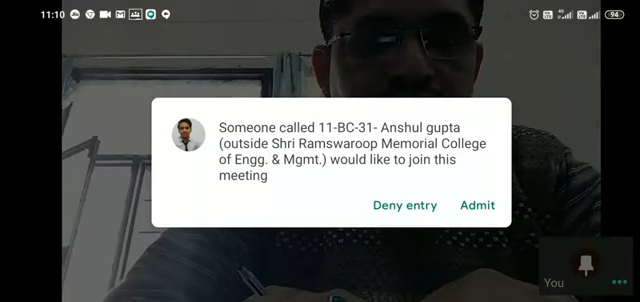 11:10
94
Someone called 11-BC-31- Anshul gupta
(outside Shri Ramswaroop Memorial College
of Engg. & Mgmt.) would like to join this
meeting
Deny entry
Admit
You